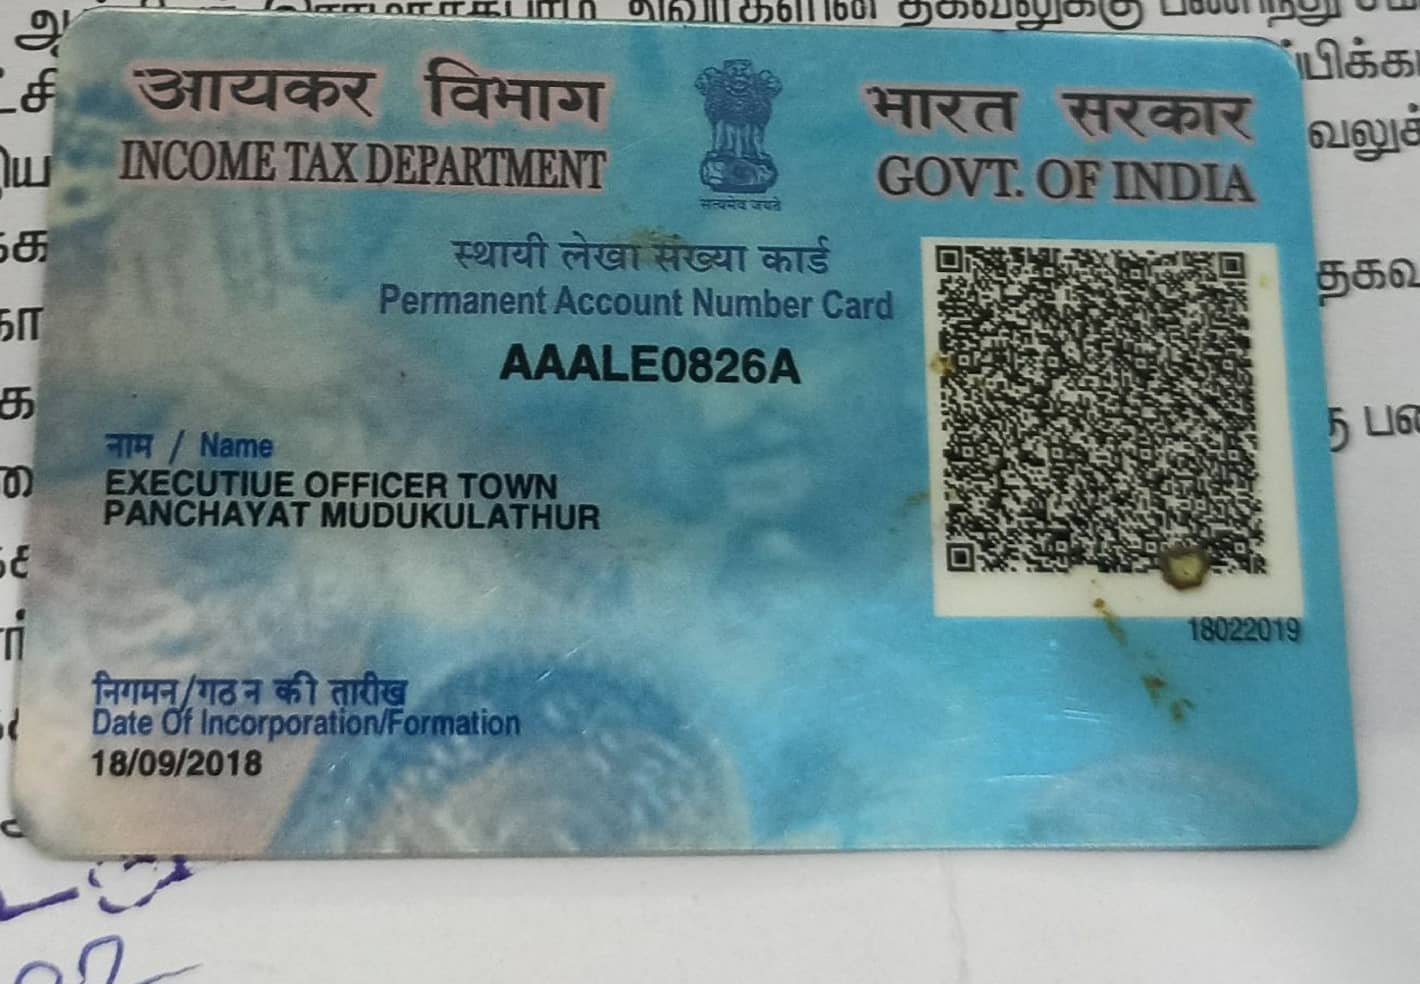 आयकर विभाग
INCOME TAX DEPARTMENT
सत्यमेव जयते
भारत सरकार
GOVT. OF INDIA
स्थायी लेखा संख्या कार्ड
Permanent Account Number Card
AAALE0826A
नाम / Name
EXECUTIUE OFFICER TOWN
PANCHAYAT MUDUKULATHUR
18022019
निगमन/गठन की तारीख
Date Of Incorporation/Formation
18/09/2018